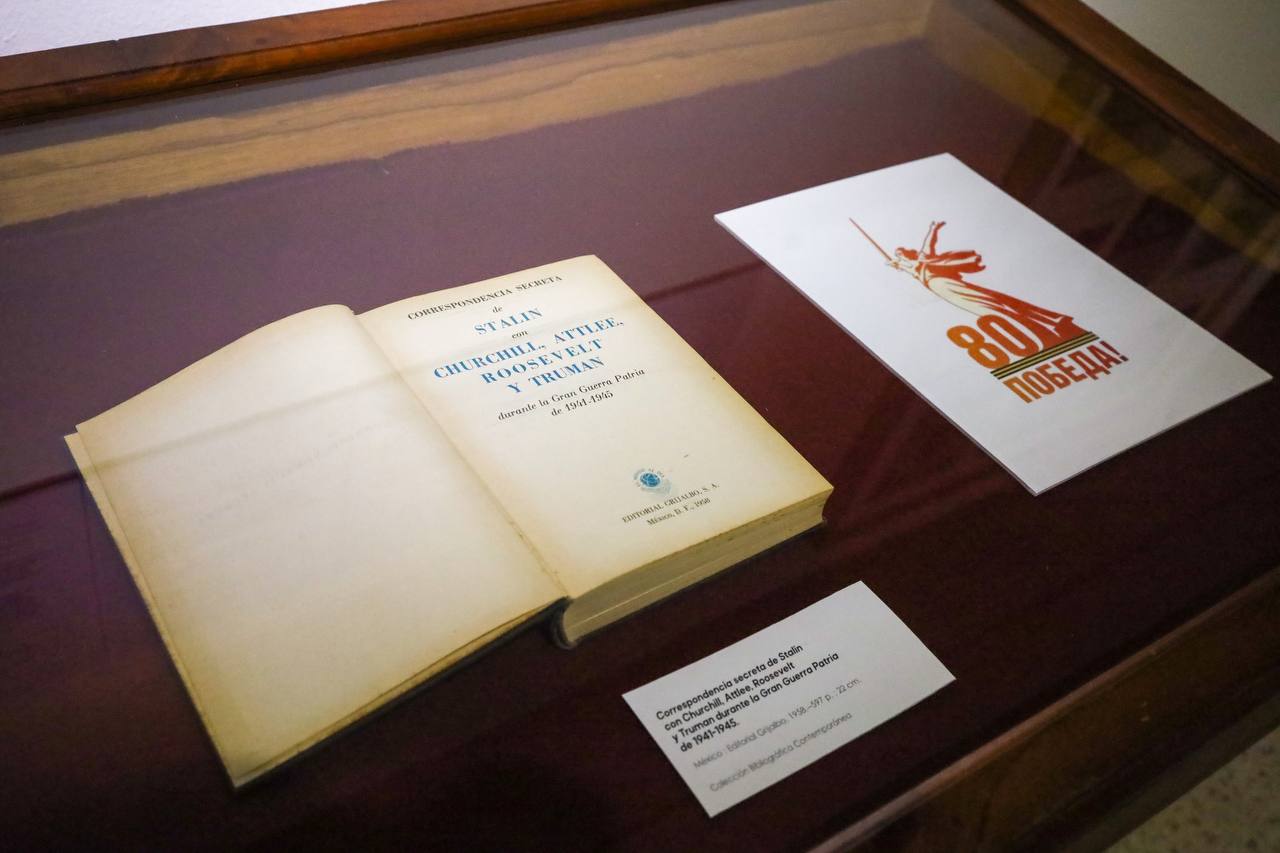 CORRESPONDENCIA SECRETA
de
STALIN
con
CHURCHILL, ATTLEE,
ROOSEVELT
Y TRUMAN
durante la Gran Guerra Patria
de 1941-1945
EDITORIAL GRIJALBO, S. A.
México, D. F., 1958
80
ПОБЕДА!
Correspondencia secreta de Stalin
con Churchill, Attlee, Roosevelt
y Truman durante la Gran Guerra Patria
de 1941-1945.
México : Editorial Grijalbo, 1958.–597 p. : 22 cm.
Colección Bibliográfica Contemporánea